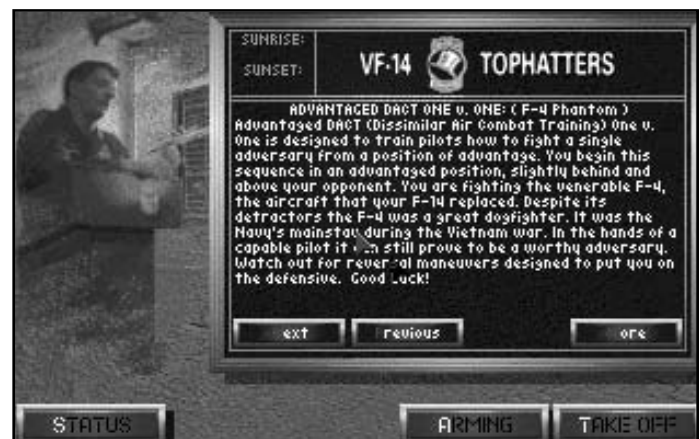 SUNRISE:
SUNSET:
VF-14 TOPHATTERS
ADVANTAGED DACT ONE v. ONE: ( F-4 Phantom )
Advantaged DACT (Dissimilar Air Combat Training) One v.
One is designed to train pilots how to fight a single
adversary from a position of advantage. You begin this
sequence in an advantaged position, slightly behind and
above your opponent. You are fighting the venerable F-4,
the aircraft that your F-14 replaced. Despite its
detractors the F-4 was a great dogfighter. It was the
Navy's mainstay during the Vietnam war. In the hands of a
capable pilot it can still prove to be a worthy adversary.
Watch out for reversal maneuvers designed to put you on
the defensive. Good Luck!
ext revious ore
STATUS ARMING TAKE OFF